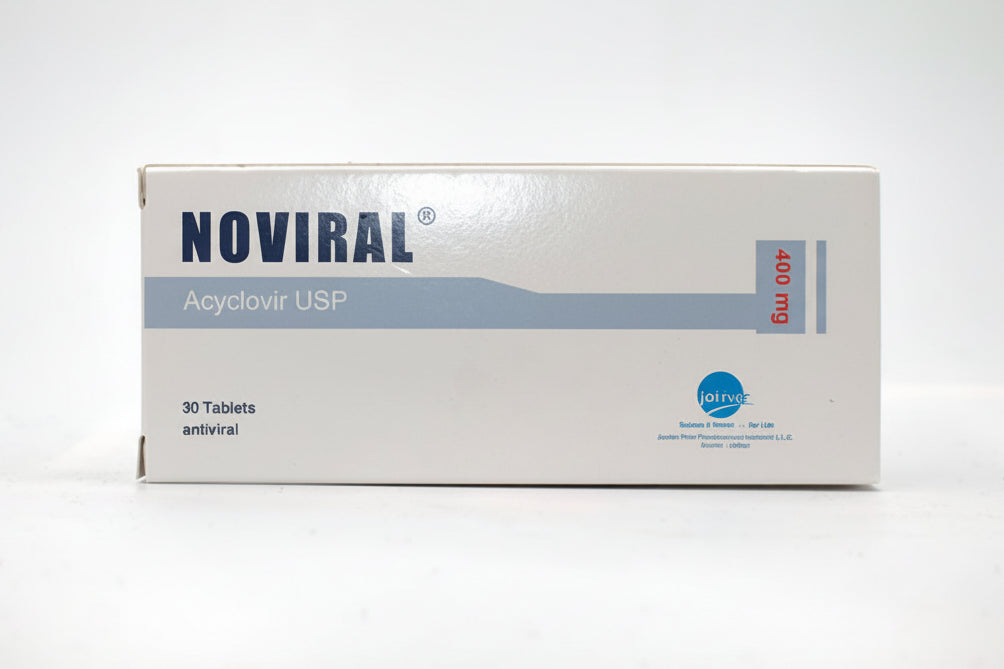 NOVIRAL®
Acyclovir USP
400 mg
30 Tablets
antiviral